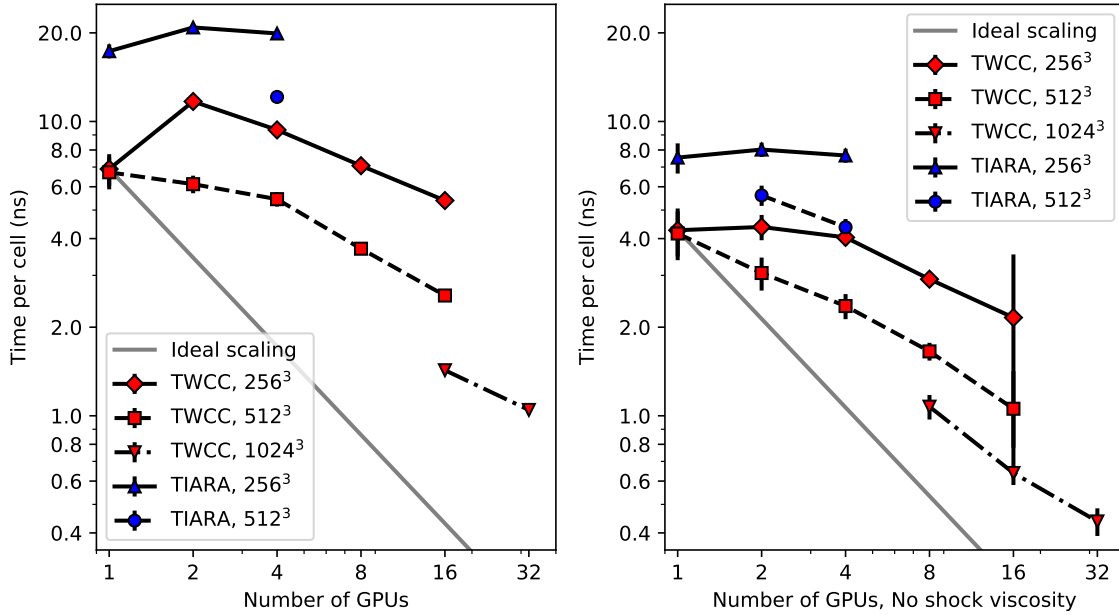 20.0
10.0
8.0
6.0
4.0
2.0
1.0
0.8
0.6
0.4
Time per cell (ns)
Ideal scaling
TWCC, 256³
TWCC, 512³
TWCC, 1024³
TIARA, 256³
TIARA, 512³
1 2 4 8 16 32
Number of GPUs
20.0
10.0
8.0
6.0
4.0
2.0
1.0
0.8
0.6
0.4
Time per cell (ns)
Ideal scaling
TWCC, 256³
TWCC, 512³
TWCC, 1024³
TIARA, 256³
TIARA, 512³
1 2 4 8 16 32
Number of GPUs, No shock viscosity